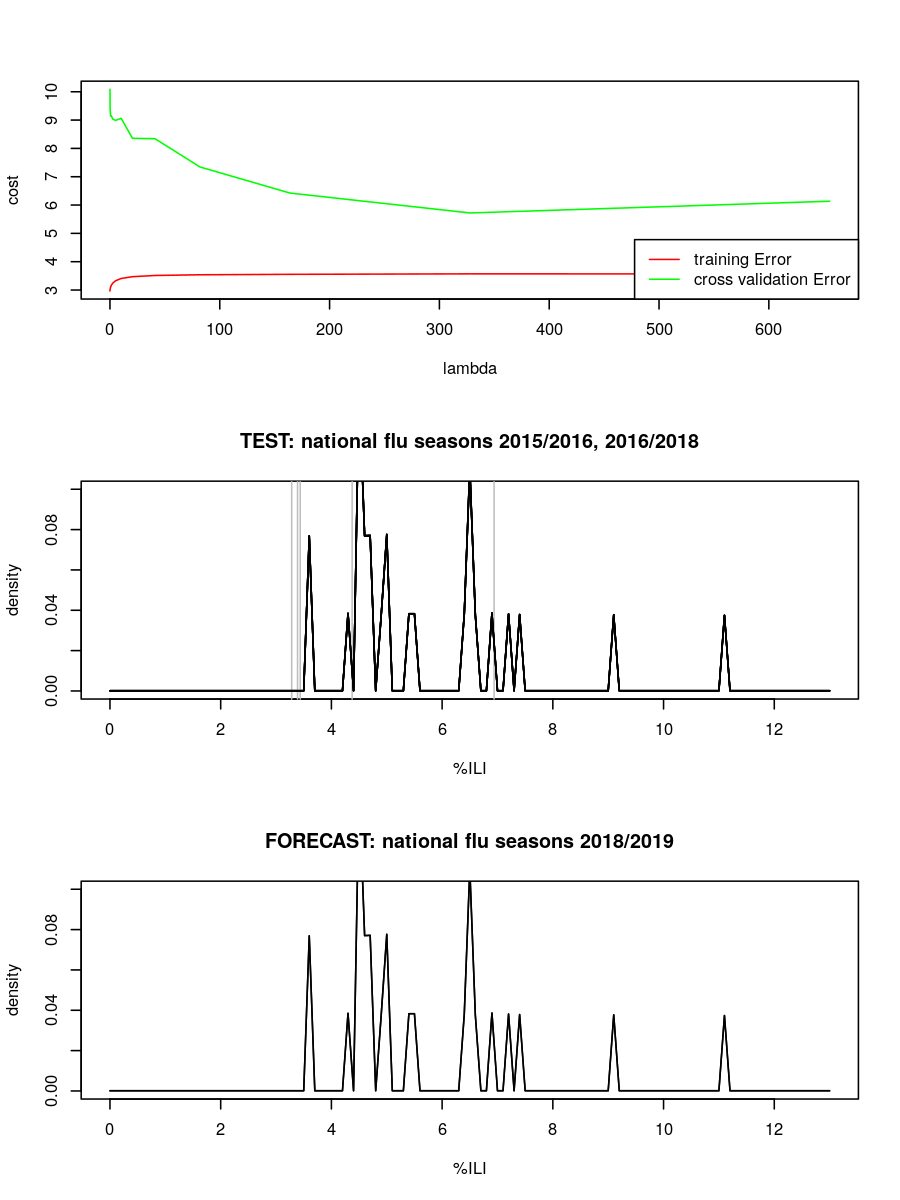 10
9
8
7
6
5
4
3
cost
training Error
cross validation Error
0 100 200 300 400 500 600
lambda
TEST: national flu seasons 2015/2016, 2016/2018
0.08
0.04
0.00
density
0 2 4 6 8 10 12
%ILI
FORECAST: national flu seasons 2018/2019
0.08
0.04
0.00
density
0 2 4 6 8 10 12
%ILI